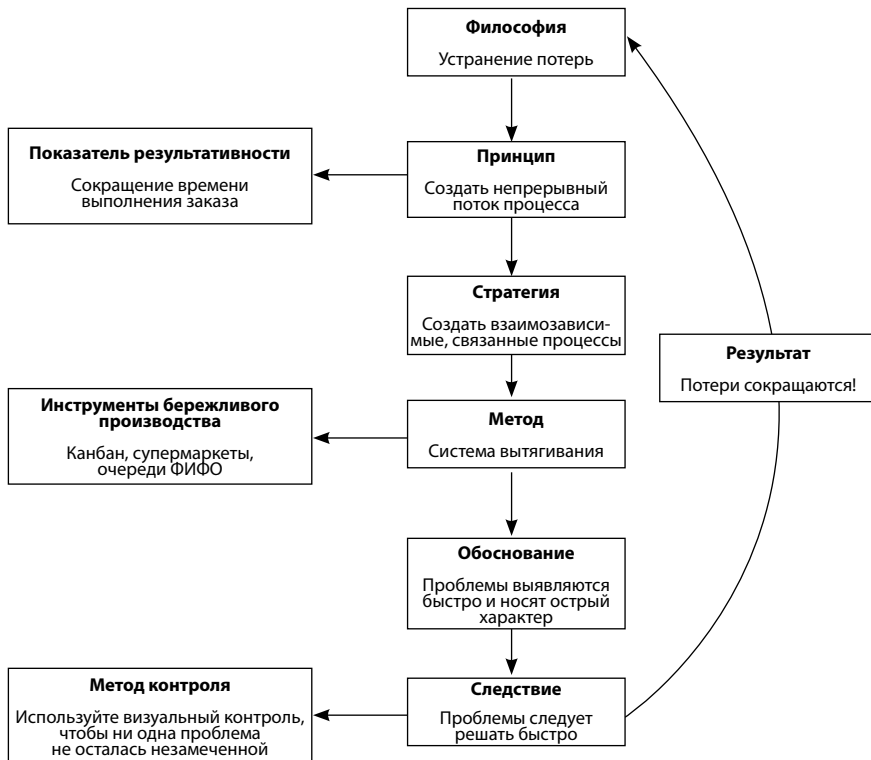 Философия
Устранение потерь
Показатель результативности
Сокращение времени
выполнения заказа
Принцип
Создать непрерывный
поток процесса
Стратегия
Создать взаимозависи-
мые, связанные процессы
Результат
Потери сокращаются!
Инструменты бережливого
производства
Канбан, супермаркеты,
очереди ФИФО
Метод
Система вытягивания
Обоснование
Проблемы выявляются
быстро и носят острый
характер
Метод контроля
Используйте визуальный контроль,
чтобы ни одна проблема
не осталась незамеченной
Следствие
Проблемы следует
решать быстро